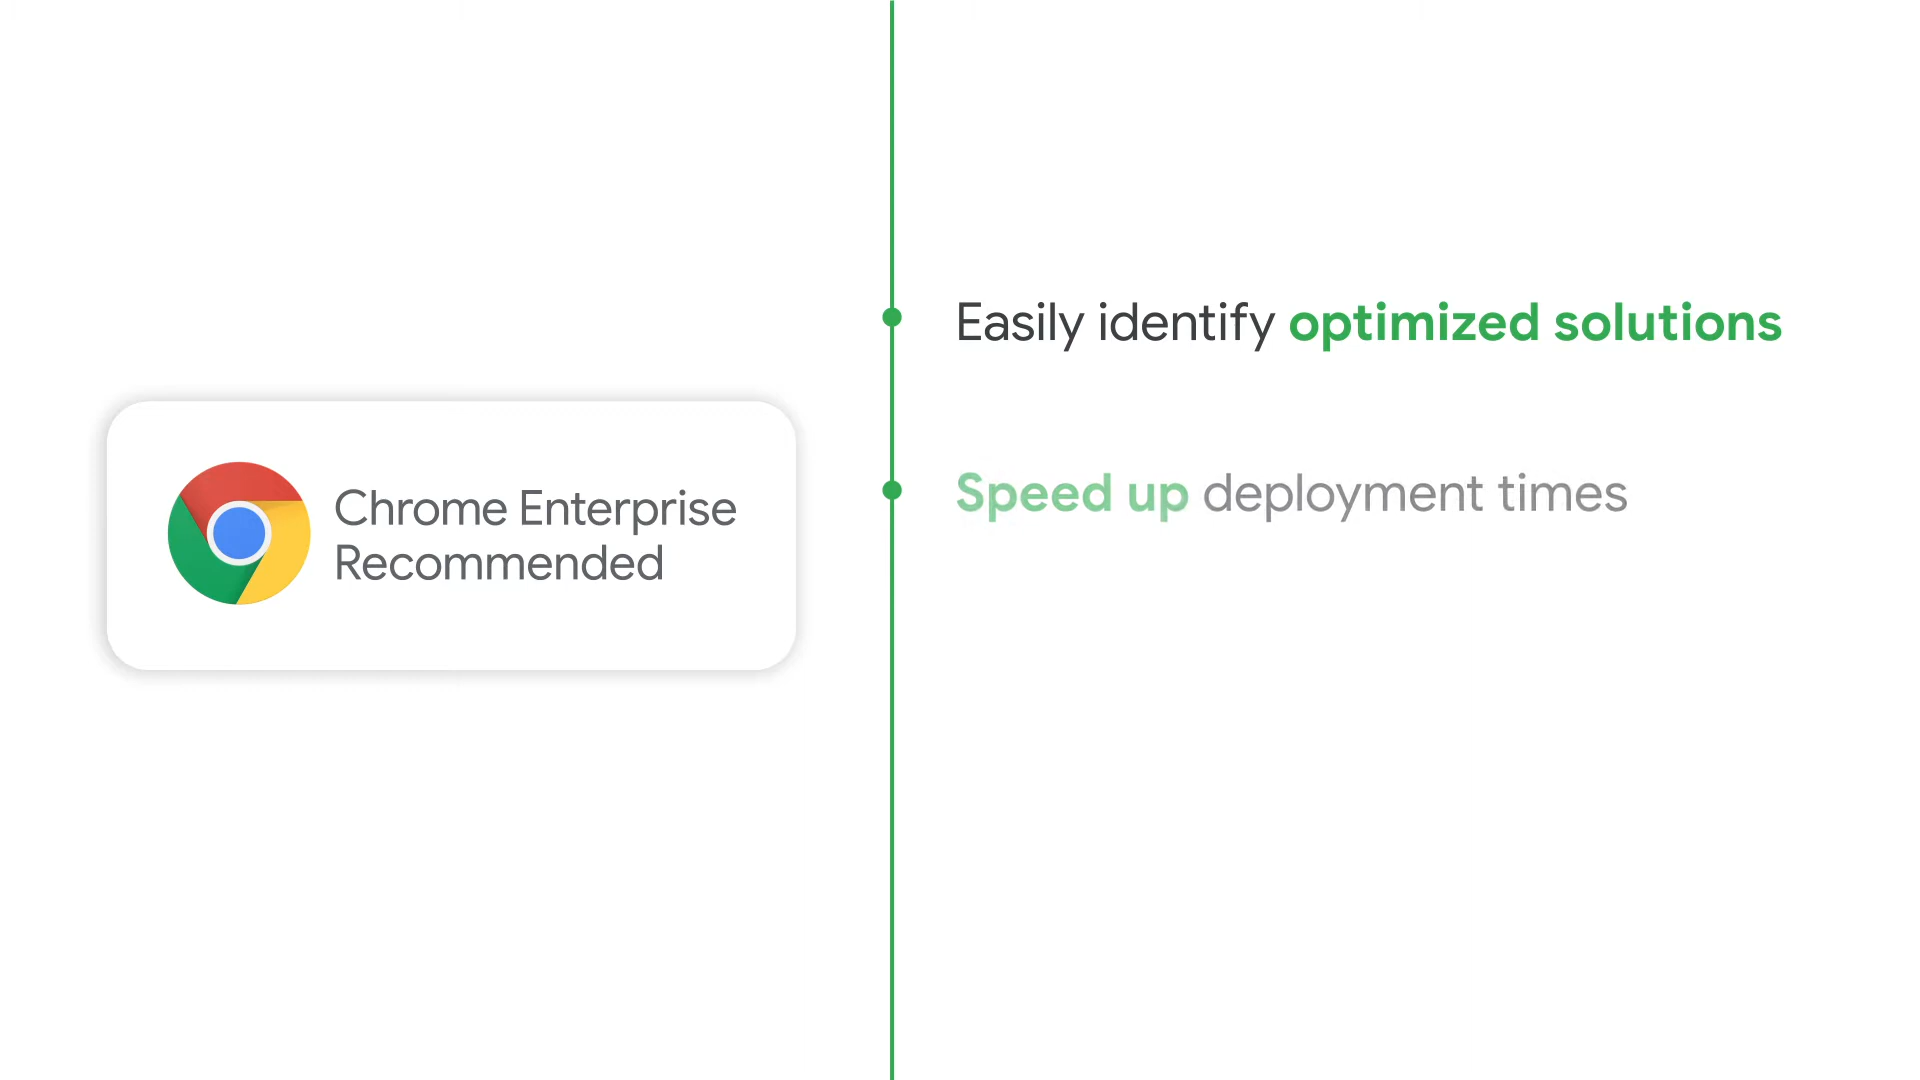 Chrome Enterprise
Recommended
Easily identify optimized solutions
Speed up deployment times